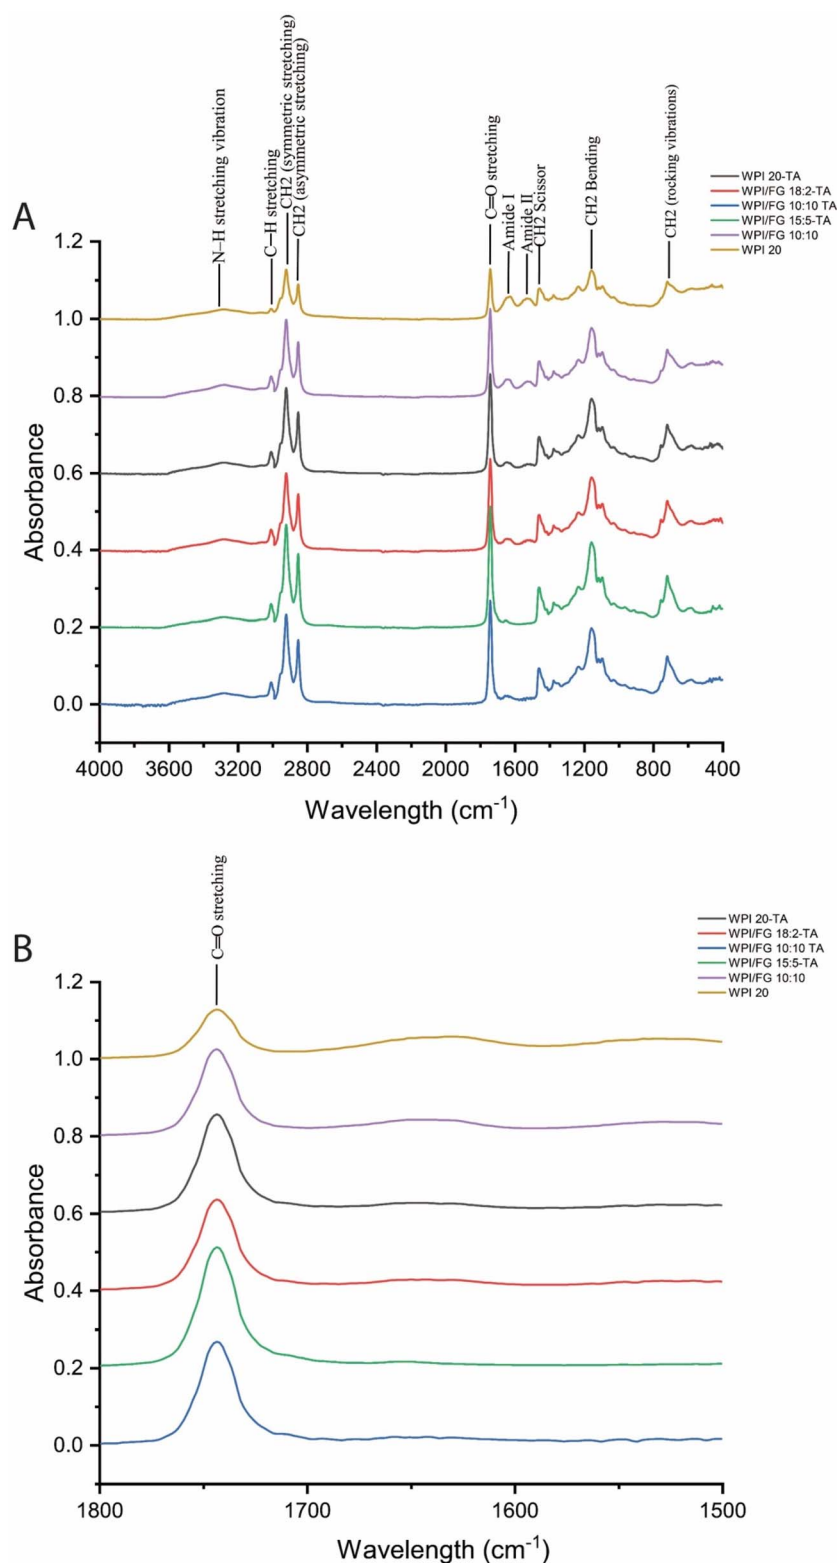 A
N–H stretching vibration
C–H stretching
CH2 (symmetric stretching)
CH2 (asymmetric stretching)
C=O stretching
Amide I
Amide II
CH2 Scissor
CH2 Bending
CH2 (rocking vibrations)
WPI 20-TA
WPI/FG 18:2-TA
WPI/FG 10:10 TA
WPI/FG 15:5-TA
WPI/FG 10:10
WPI 20
Absorbance
1.2
1.0
0.8
0.6
0.4
0.2
0.0
4000 3600 3200 2800 2400 2000 1600 1200 800 400
Wavelength (cm⁻¹)
B
C=O stretching
WPI 20-TA
WPI/FG 18:2-TA
WPI/FG 10:10 TA
WPI/FG 15:5-TA
WPI/FG 10:10
WPI 20
Absorbance
1.2
1.0
0.8
0.6
0.4
0.2
0.0
1800 1700 1600 1500
Wavelength (cm⁻¹)